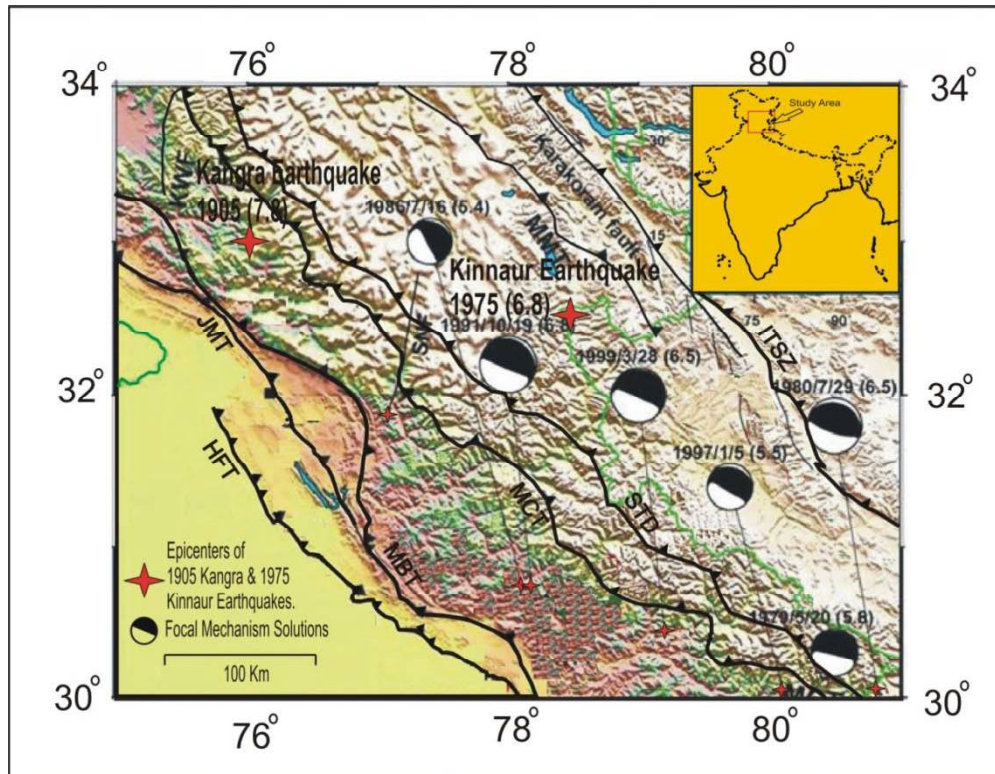 76°
78°
80°
34°
34°
Study Area
30
KWF
Kangra Earthquake
1905 (7.8)
1986/7/16 (5.4)
Karakoram fault
15
MMT
Kinnaur Earthquake
1975 (6.8)
1991/10/19 (6.8)
75
90
JMT
1999/3/28 (6.5)
ITSZ
1980/7/29 (6.5)
32°
32°
HFT
1997/1/5 (5.5)
MCT
STD
MBT
Epicenters of
1905 Kangra & 1975
Kinnaur Earthquakes.
Focal Mechanism Solutions
1979/5/20 (5.8)
100 Km
30°
30°
76°
78°
80°